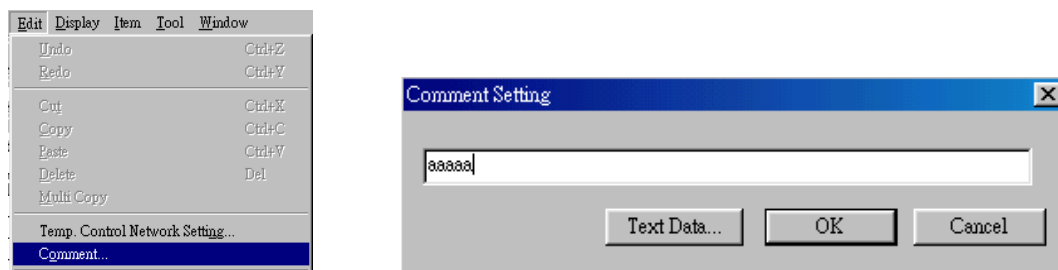 Edit Display Item Tool Window
Undo Ctrl+Z
Redo Ctrl+Y
Cut Ctrl+X
Copy Ctrl+C
Paste Ctrl+V
Delete Del
Multi Copy
Temp. Control Network Setting...
Comment...
Comment Setting
aaaaa
Text Data... OK Cancel